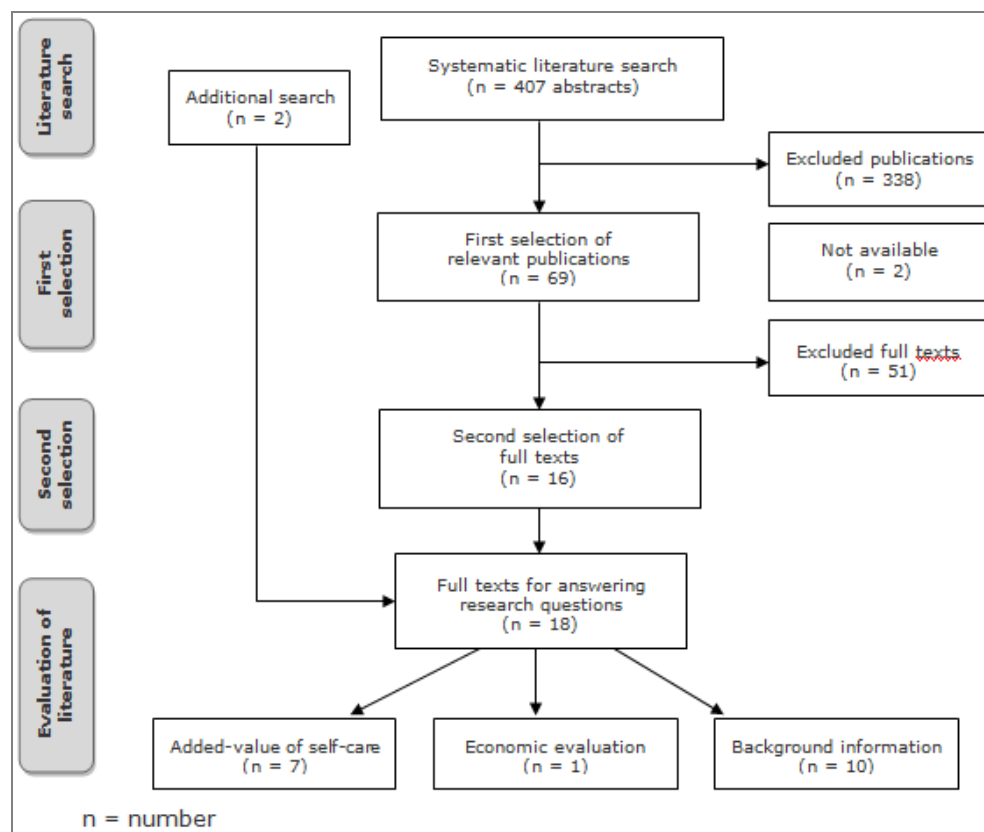 Literature
search
Additional search
(n = 2)
Systematic literature search
(n = 407 abstracts)
Excluded publications
(n = 338)
First
selection
First selection of
relevant publications
(n = 69)
Not available
(n = 2)
Excluded full texts
(n = 51)
Second
selection
Second selection of
full texts
(n = 16)
Evaluation of
literature
Full texts for answering
research questions
(n = 18)
Added-value of self-care
(n = 7)
Economic evaluation
(n = 1)
Background information
(n = 10)
n = number